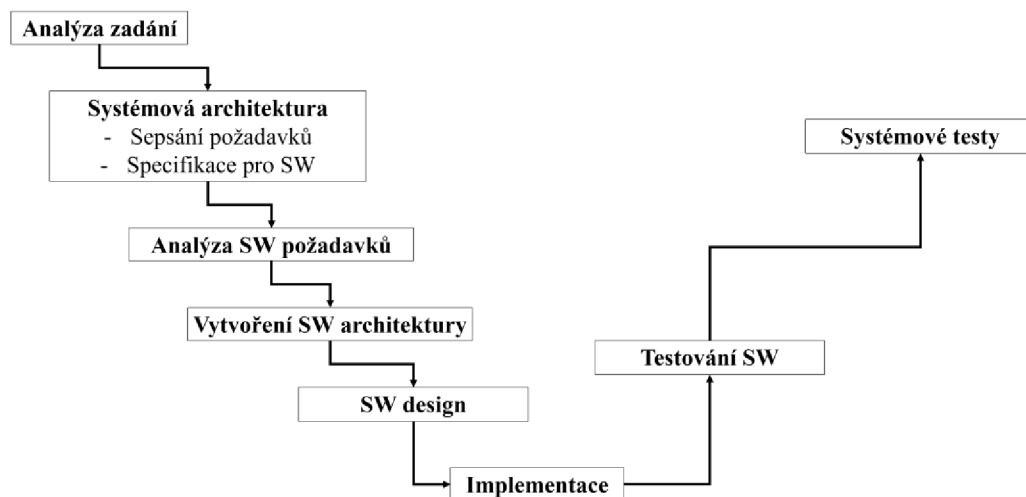 Analýza zadání
Systémová architektura
- Sepsání požadavků
- Specifikace pro SW
Analýza SW požadavků
Vytvoření SW architektury
SW design
Implementace
Testování SW
Systémové testy